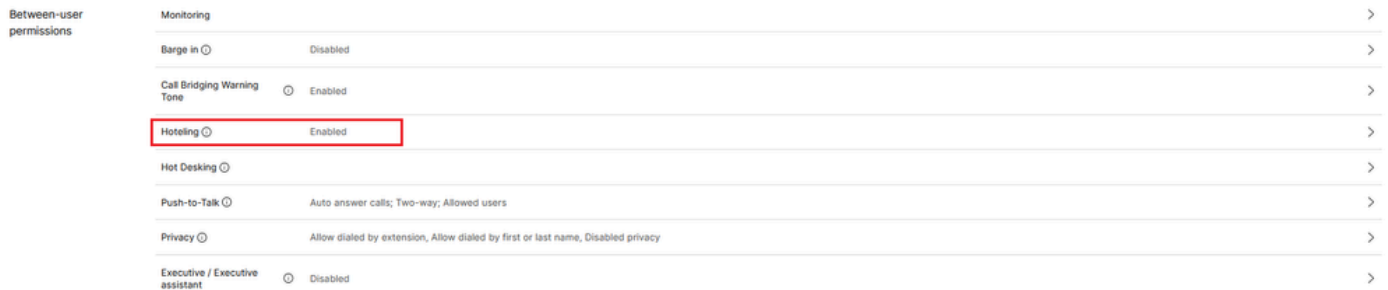 Between-user
permissions
Monitoring
Barge in Disabled
Call Bridging Warning
Tone Enabled
Hoteling Enabled
Hot Desking
Push-to-Talk Auto answer calls; Two-way; Allowed users
Privacy Allow dialed by extension, Allow dialed by first or last name, Disabled privacy
Executive / Executive
assistant Disabled